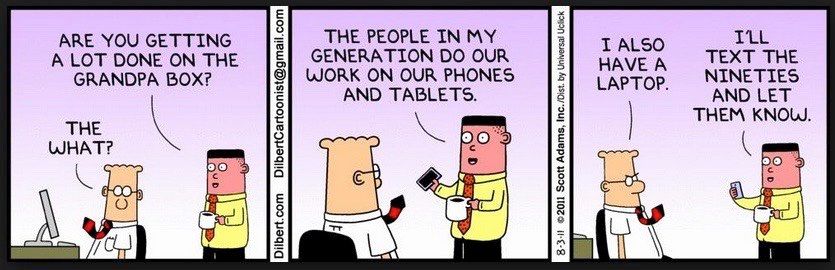 ARE YOU GETTING
A LOT DONE ON THE
GRANDPA BOX?
THE
WHAT?
Dilbert.com DilbertCartoonist@gmail.com
THE PEOPLE IN MY
GENERATION DO OUR
WORK ON OUR PHONES
AND TABLETS.
8-3-11 ©2011 Scott Adams, Inc./Dist. by Universal Uclick
I ALSO
HAVE A
LAPTOP.
I'LL
TEXT THE
NINETIES
AND LET
THEM KNOW.